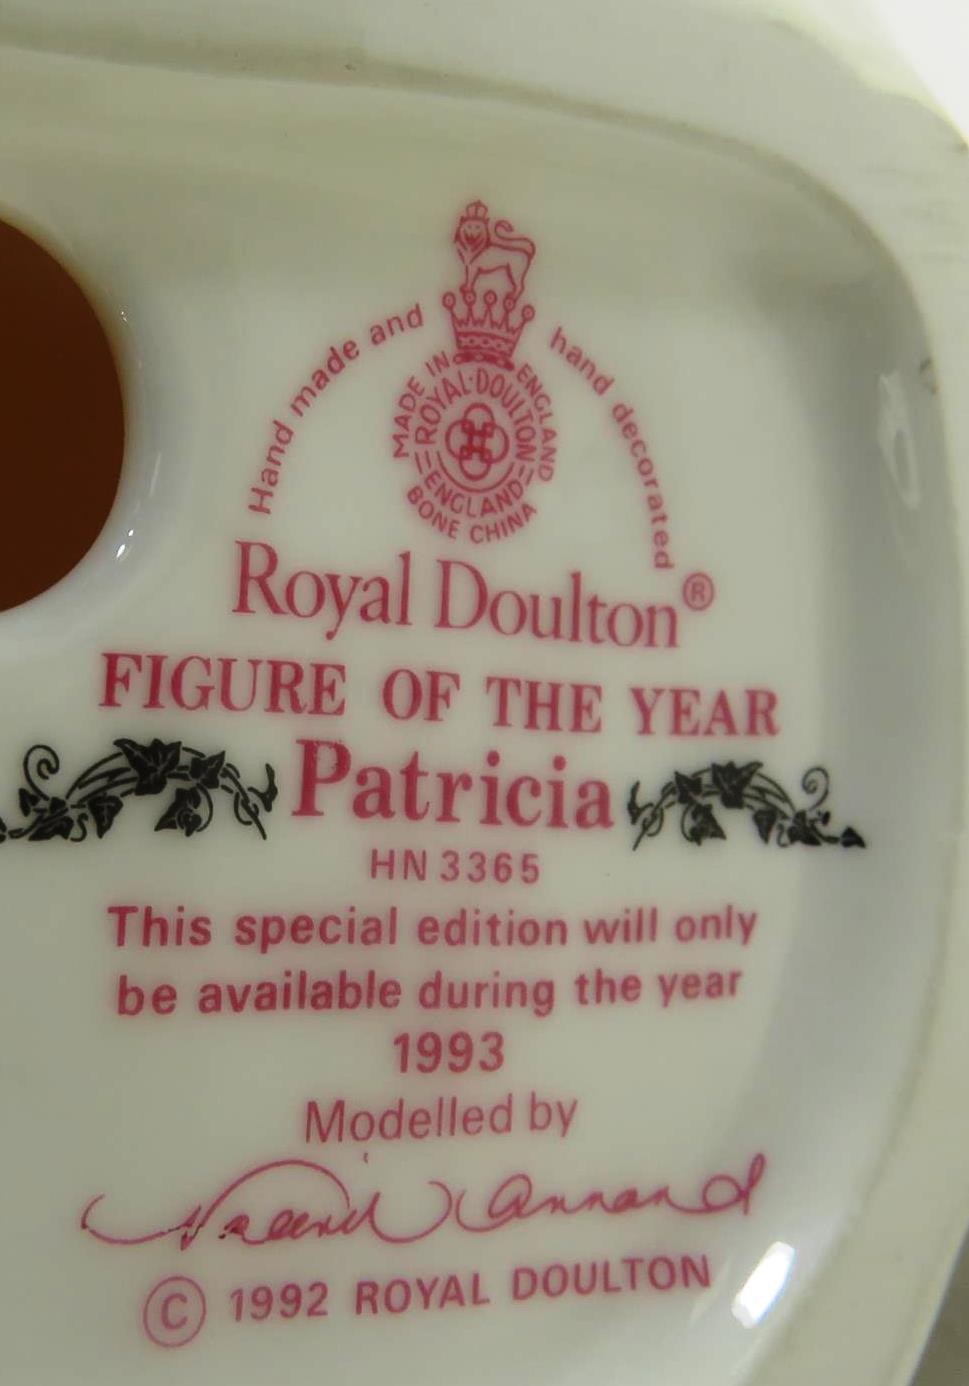 Hand made and hand decorated
MADE IN ENGLAND
ROYAL·DOULTON
=ENGLAND=
BONE CHINA
Royal Doulton®
FIGURE OF THE YEAR
Patricia
HN 3365
This special edition will only
be available during the year
1993
Modelled by
Valerie Annand
© 1992 ROYAL DOULTON